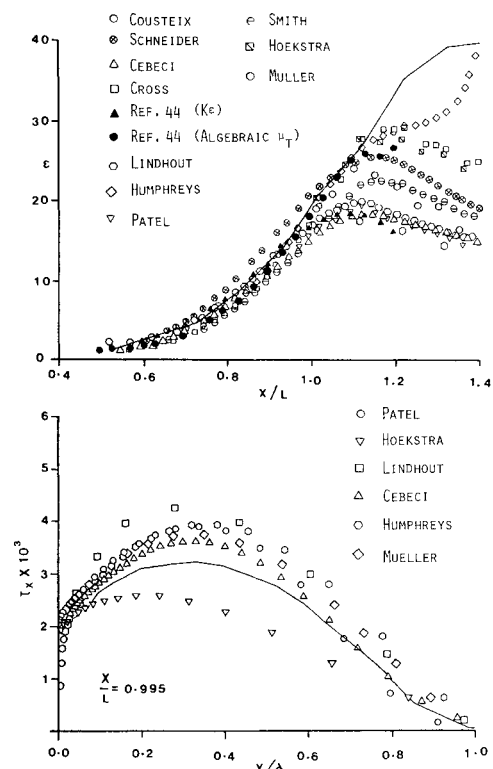 COUSTEIX
SCHNEIDER
CEBECI
CROSS
REF. 44 (Kε)
REF. 44 (ALGEBRAIC μT)
LINDHOUT
HUMPHREYS
PATEL
SMITH
HOEKSTRA
MULLER
40
30
ε
20
10
0
0.4 0.6 0.8 1.0 1.2 1.4
X/L
PATEL
HOEKSTRA
LINDHOUT
CEBECI
HUMPHREYS
MUELLER
6
5
4
3
2
1
τx X 10³
X/L = 0.995
0.0 0.2 0.4 0.6 0.8 1.0